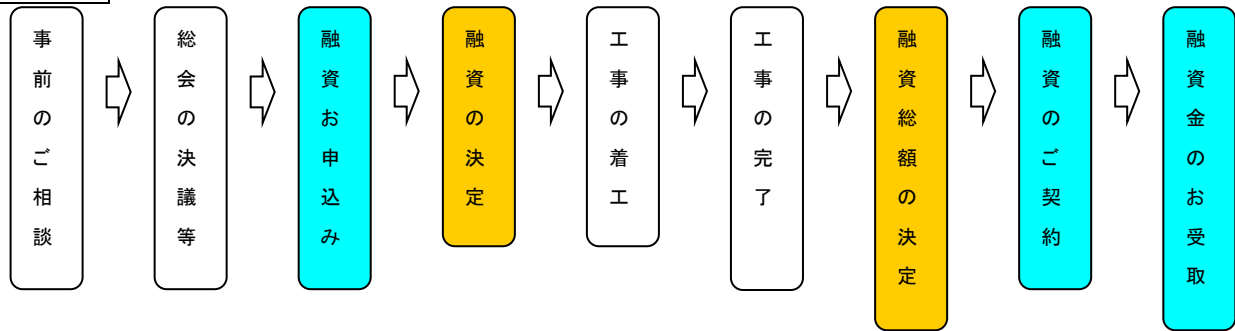 事前のご相談
総会の決議等
融資お申込み
融資の決定
工事の着工
工事の完了
融資総額の決定
融資のご契約
融資金のお受取